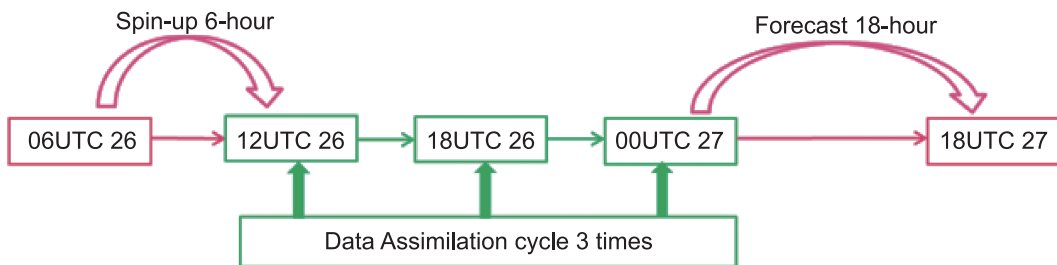 Spin-up 6-hour
Forecast 18-hour
06UTC 26
12UTC 26
18UTC 26
00UTC 27
18UTC 27
Data Assimilation cycle 3 times